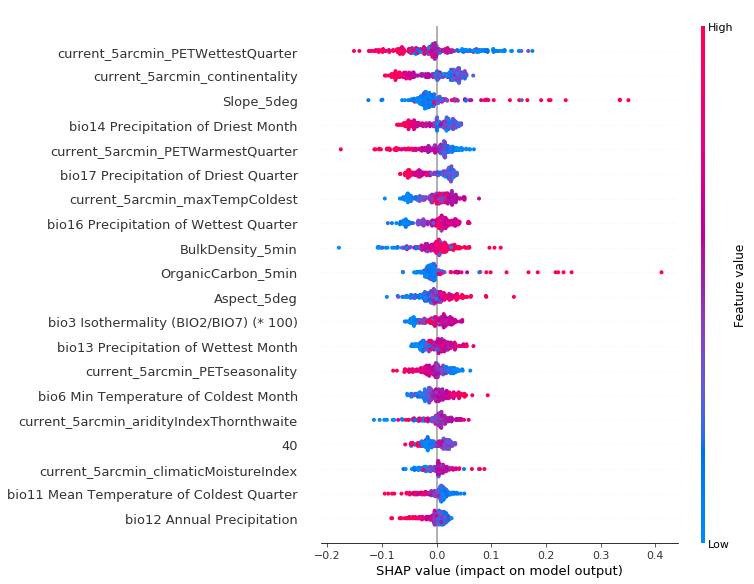 High
current_5arcmin_PETWettestQuarter
current_5arcmin_continentality
Slope_5deg
bio14 Precipitation of Driest Month
current_5arcmin_PETWarmestQuarter
bio17 Precipitation of Driest Quarter
current_5arcmin_maxTempColdest
bio16 Precipitation of Wettest Quarter
BulkDensity_5min
OrganicCarbon_5min
Aspect_5deg
bio3 Isothermality (BIO2/BIO7) (* 100)
bio13 Precipitation of Wettest Month
current_5arcmin_PETseasonality
bio6 Min Temperature of Coldest Month
current_5arcmin_aridityIndexThornthwaite
40
current_5arcmin_climaticMoistureIndex
bio11 Mean Temperature of Coldest Quarter
bio12 Annual Precipitation
Feature value
Low
−0.2 −0.1 0.0 0.1 0.2 0.3 0.4
SHAP value (impact on model output)